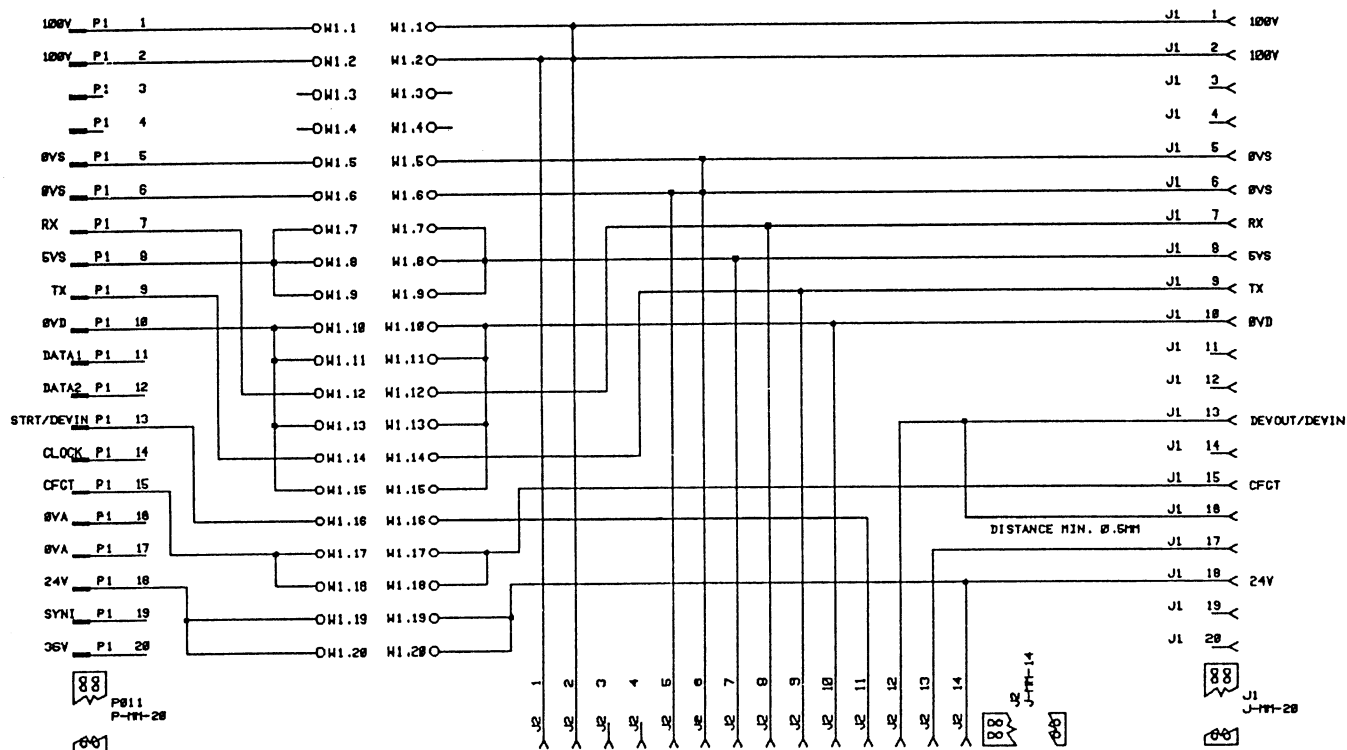 100V P1 1 W1.1 W1.1 J1 1 100V
100V P1 2 W1.2 W1.2 J1 2 100V
P1 3 W1.3 W1.3 J1 3
P1 4 W1.4 W1.4 J1 4
0VS P1 5 W1.5 W1.5 J1 5 0VS
0VS P1 6 W1.6 W1.6 J1 6 0VS
RX P1 7 W1.7 W1.7 J1 7 RX
5VS P1 8 W1.8 W1.8 J1 8 5VS
TX P1 9 W1.9 W1.9 J1 9 TX
0VD P1 10 W1.10 W1.10 J1 10 0VD
DATA1 P1 11 W1.11 W1.11 J1 11
DATA2 P1 12 W1.12 W1.12 J1 12
STRT/DEVIN P1 13 W1.13 W1.13 J1 13 DEVOUT/DEVIN
CLOCK P1 14 W1.14 W1.14 J1 14
CFGT P1 15 W1.15 W1.15 J1 15 CFGT
0VA P1 16 W1.16 W1.16 J1 16
DISTANCE MIN. 0.5MM
0VA P1 17 W1.17 W1.17 J1 17
24V P1 18 W1.18 W1.18 J1 18 24V
SYNI P1 19 W1.19 W1.19 J1 19
36V P1 20 W1.20 W1.20 J1 20
1 2 3 4 5 6 7 8 9 10 11 12 13 14
J2 J2 J2 J2 J2 J2 J2 J2 J2 J2 J2 J2 J2 J2
J2
J-MM-14
P011
P-MM-20
J1
J-MM-20